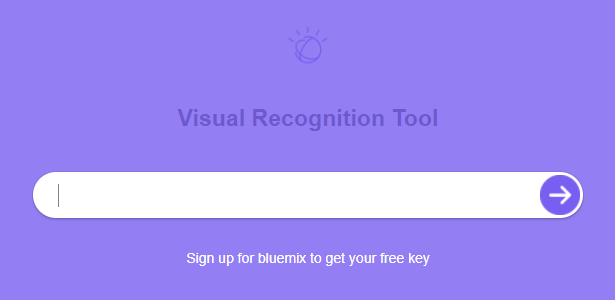 Visual Recognition Tool
Sign up for bluemix to get your free key